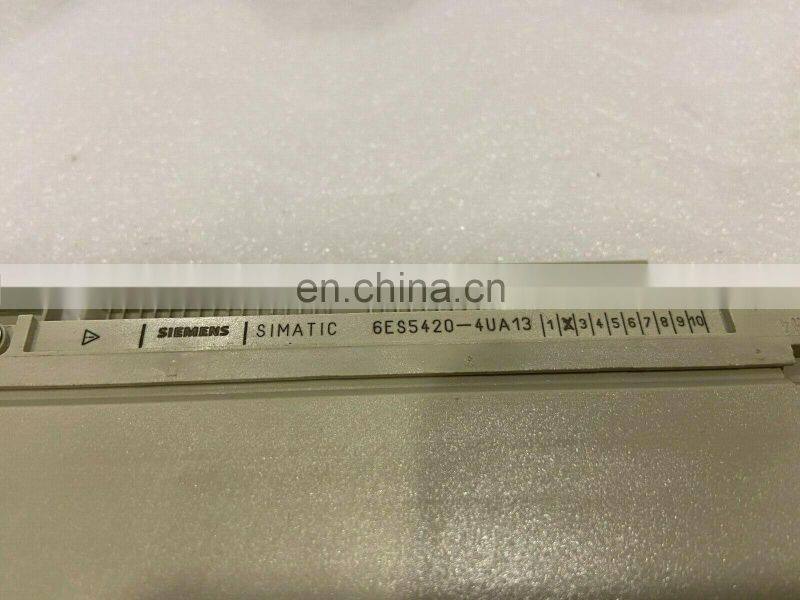 en.china.cn
SIEMENS SIMATIC 6ES5420-4UA13 1 X 3 4 5 6 7 8 9 10